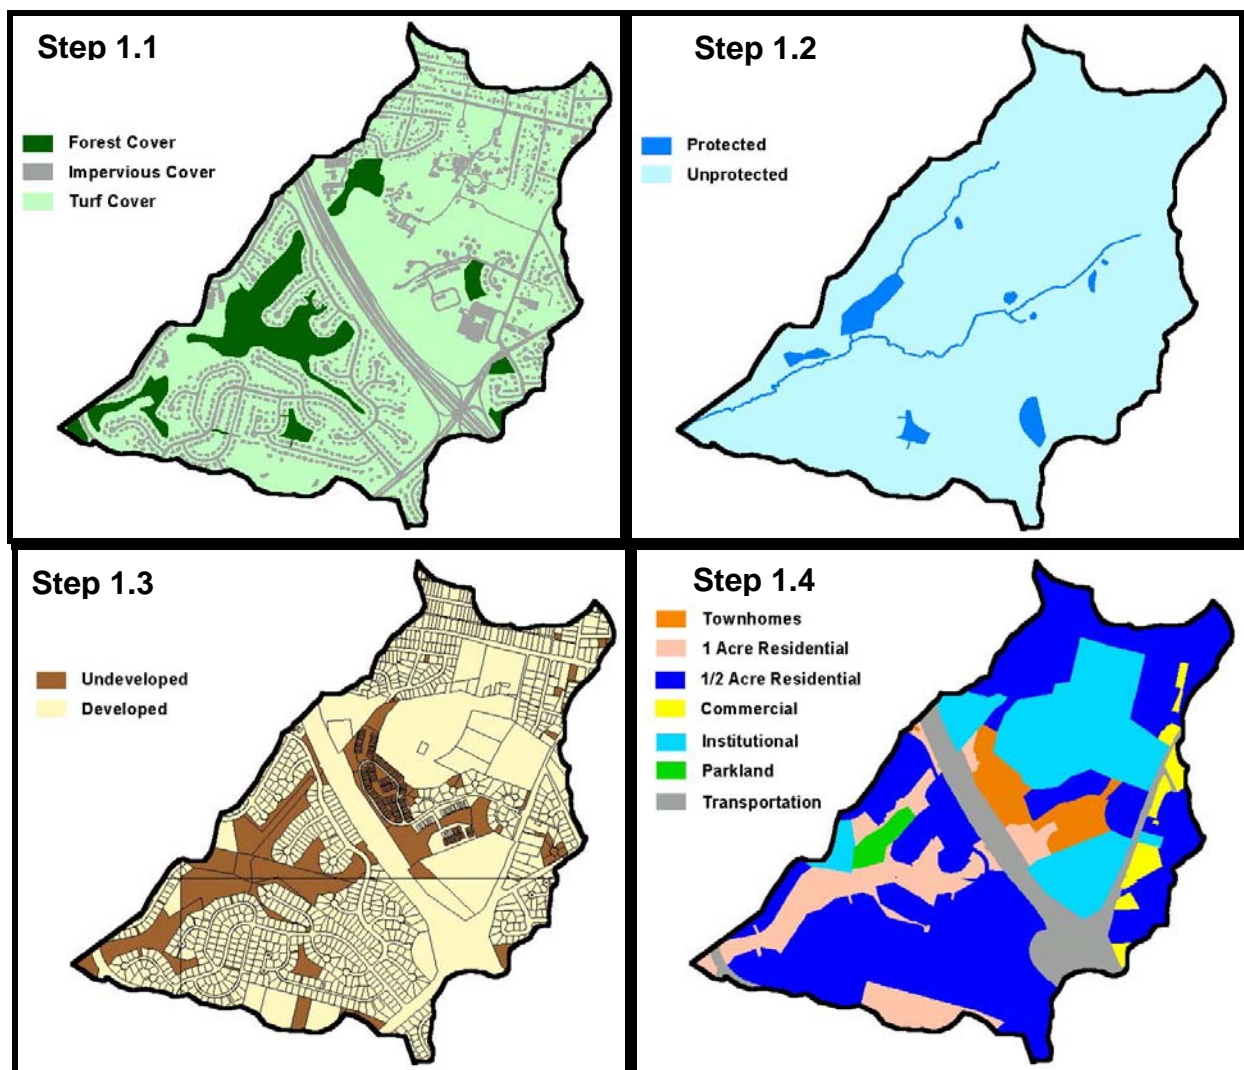 Step 1.1
Forest Cover
Impervious Cover
Turf Cover
Step 1.2
Protected
Unprotected
Step 1.3
Undeveloped
Developed
Step 1.4
Townhomes
1 Acre Residential
1/2 Acre Residential
Commercial
Institutional
Parkland
Transportation